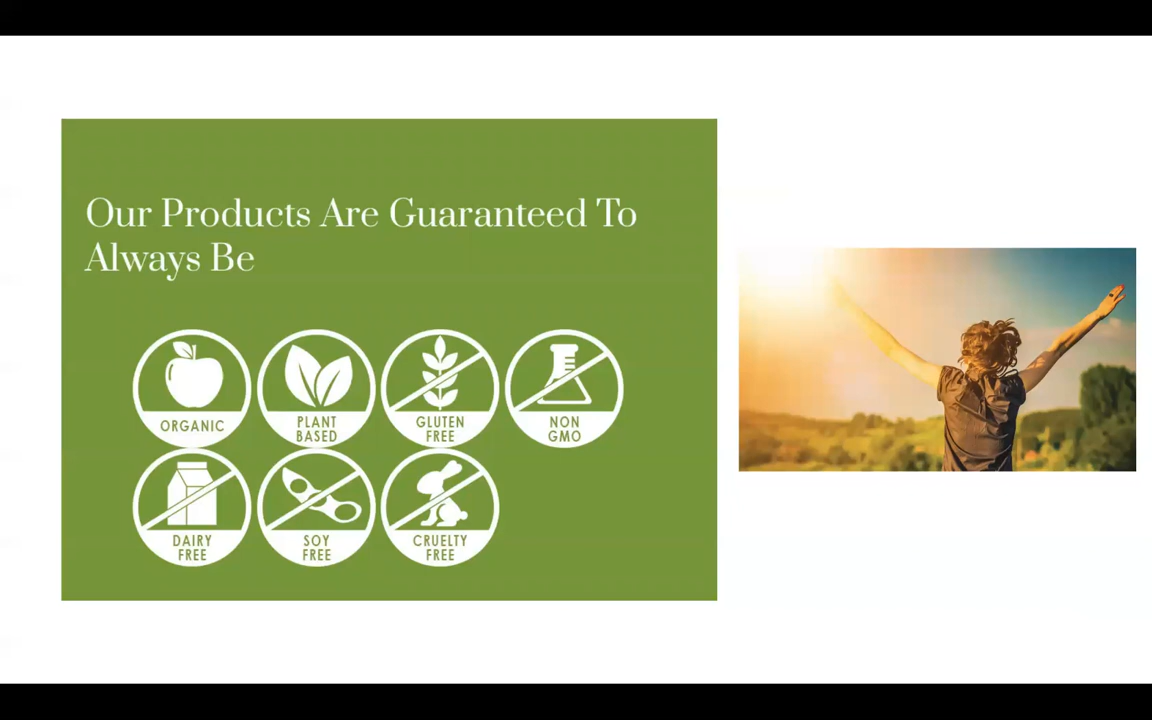 Our Products Are Guaranteed To
Always Be
ORGANIC
PLANT
BASED
GLUTEN
FREE
NON
GMO
DAIRY
FREE
SOY
FREE
CRUELTY
FREE